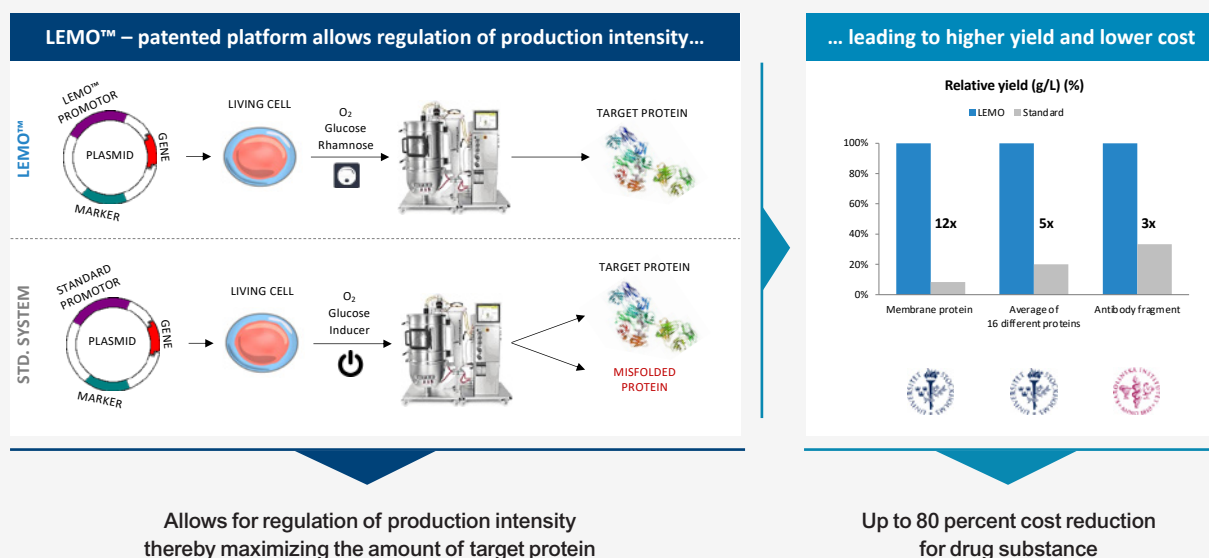 LEMO™ – patented platform allows regulation of production intensity…
LEMO™
LEMO™
PROMOTOR
PLASMID
GENE
MARKER
LIVING CELL
O₂
Glucose
Rhamnose
TARGET PROTEIN
STD. SYSTEM
STANDARD
PROMOTOR
PLASMID
GENE
MARKER
LIVING CELL
O₂
Glucose
Inducer
TARGET PROTEIN
MISFOLDED
PROTEIN
Allows for regulation of production intensity
thereby maximizing the amount of target protein
… leading to higher yield and lower cost
Relative yield (g/L) (%)
LEMO Standard
100%
80%
60%
40%
20%
0%
12x
5x
3x
Membrane protein
Average of
16 different proteins
Antibody fragment
Up to 80 percent cost reduction
for drug substance